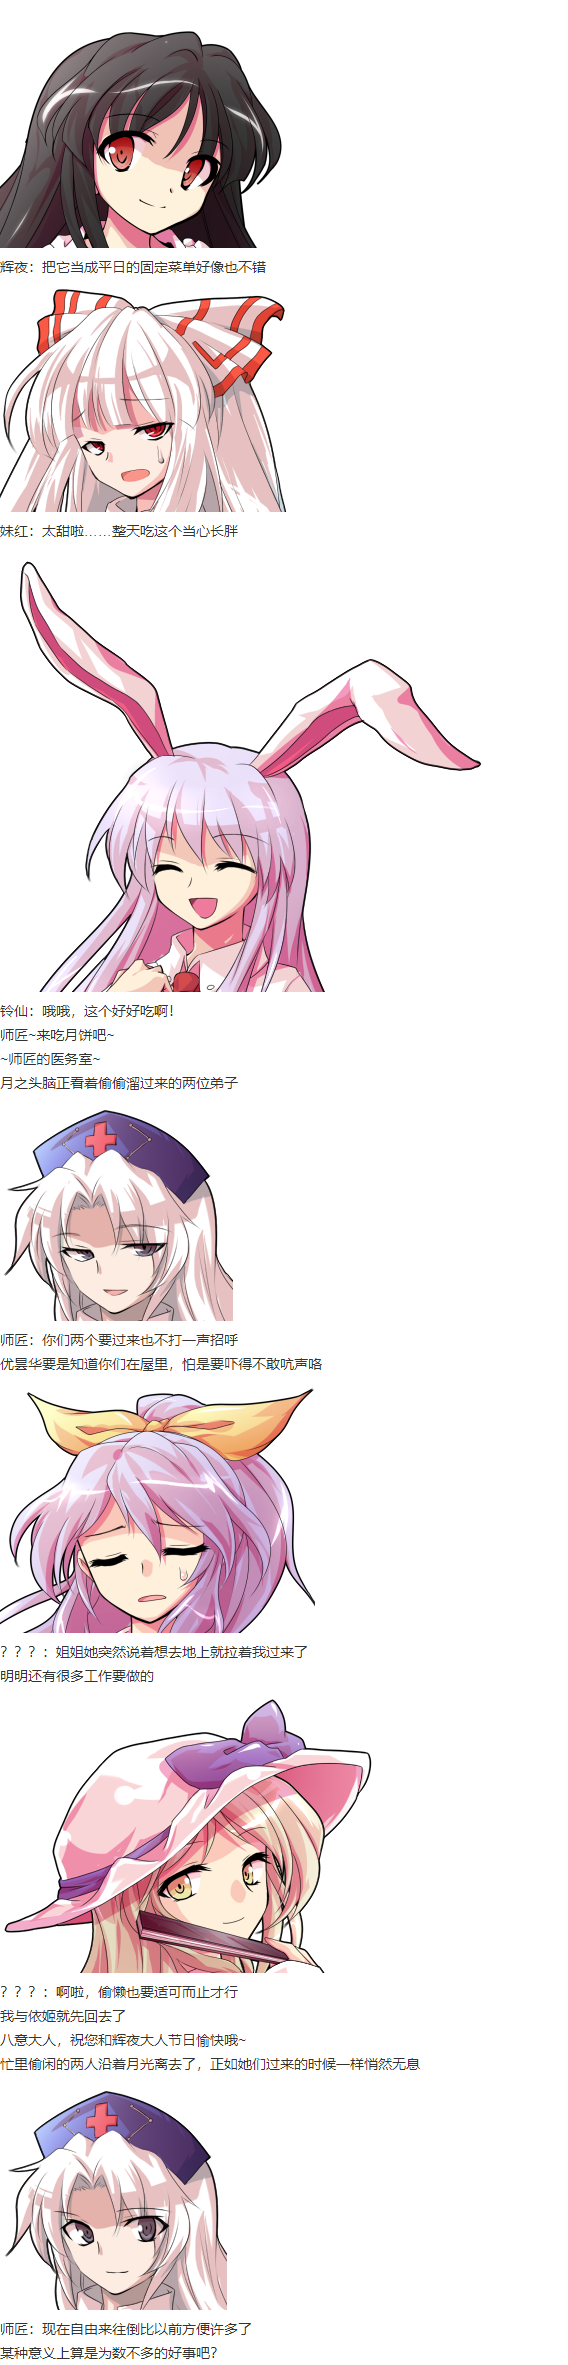 辉夜：把它当成平日的固定菜单好像也不错
妹红：太甜啦……整天吃这个当心长胖
铃仙：哦哦，这个好好吃啊！
师匠~来吃月饼吧~
~师匠的医务室~
月之头脑正看着偷偷溜过来的两位弟子
师匠：你们两个要过来也不打一声招呼
优昙华要是知道你们在屋里，怕是要吓得不敢吭声咯
？？？：姐姐她突然说着想去地上就拉着我过来了
明明还有很多工作要做的
？？？：啊啦，偷懒也要适可而止才行
我与依姬就先回去了
八意大人，祝您和辉夜大人节日愉快哦~
忙里偷闲的两人沿着月光离去了，正如她们过来的时候一样悄然无息
师匠：现在自由来往倒比以前方便许多了
某种意义上算是为数不多的好事吧？